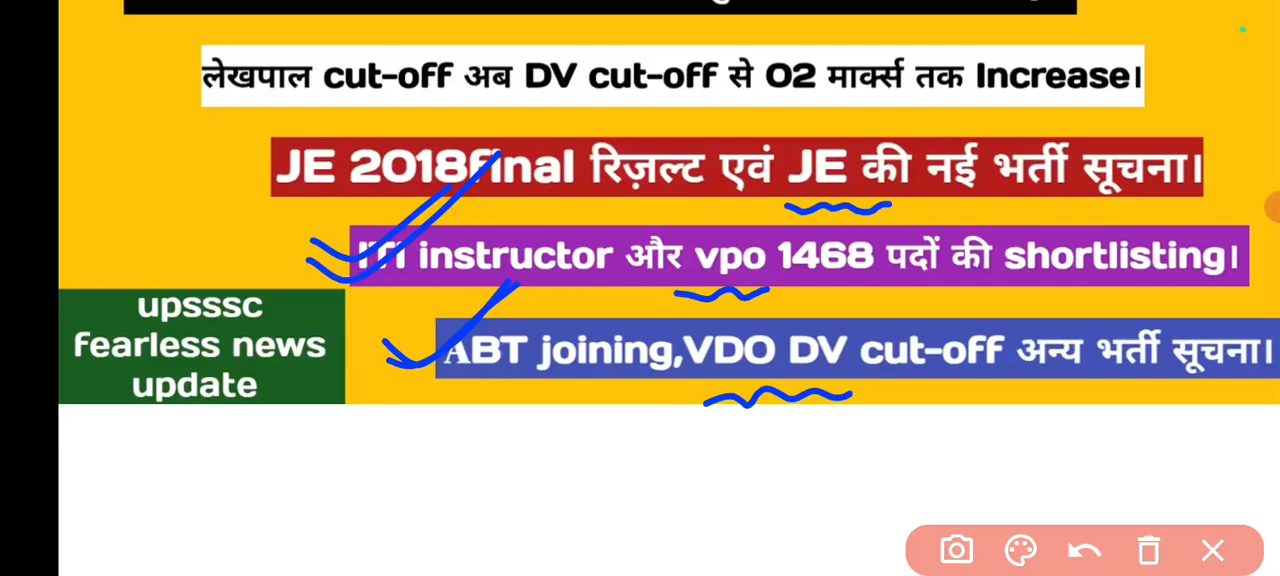 लेखपाल cut-off अब DV cut-off से 02 मार्क्स तक Increase।
JE 2018final रिज़ल्ट एवं JE की नई भर्ती सूचना।
ITI instructor और vpo 1468 पदों की shortlisting।
upsssc
fearless news
update
ABT joining,VDO DV cut-off अन्य भर्ती सूचना।